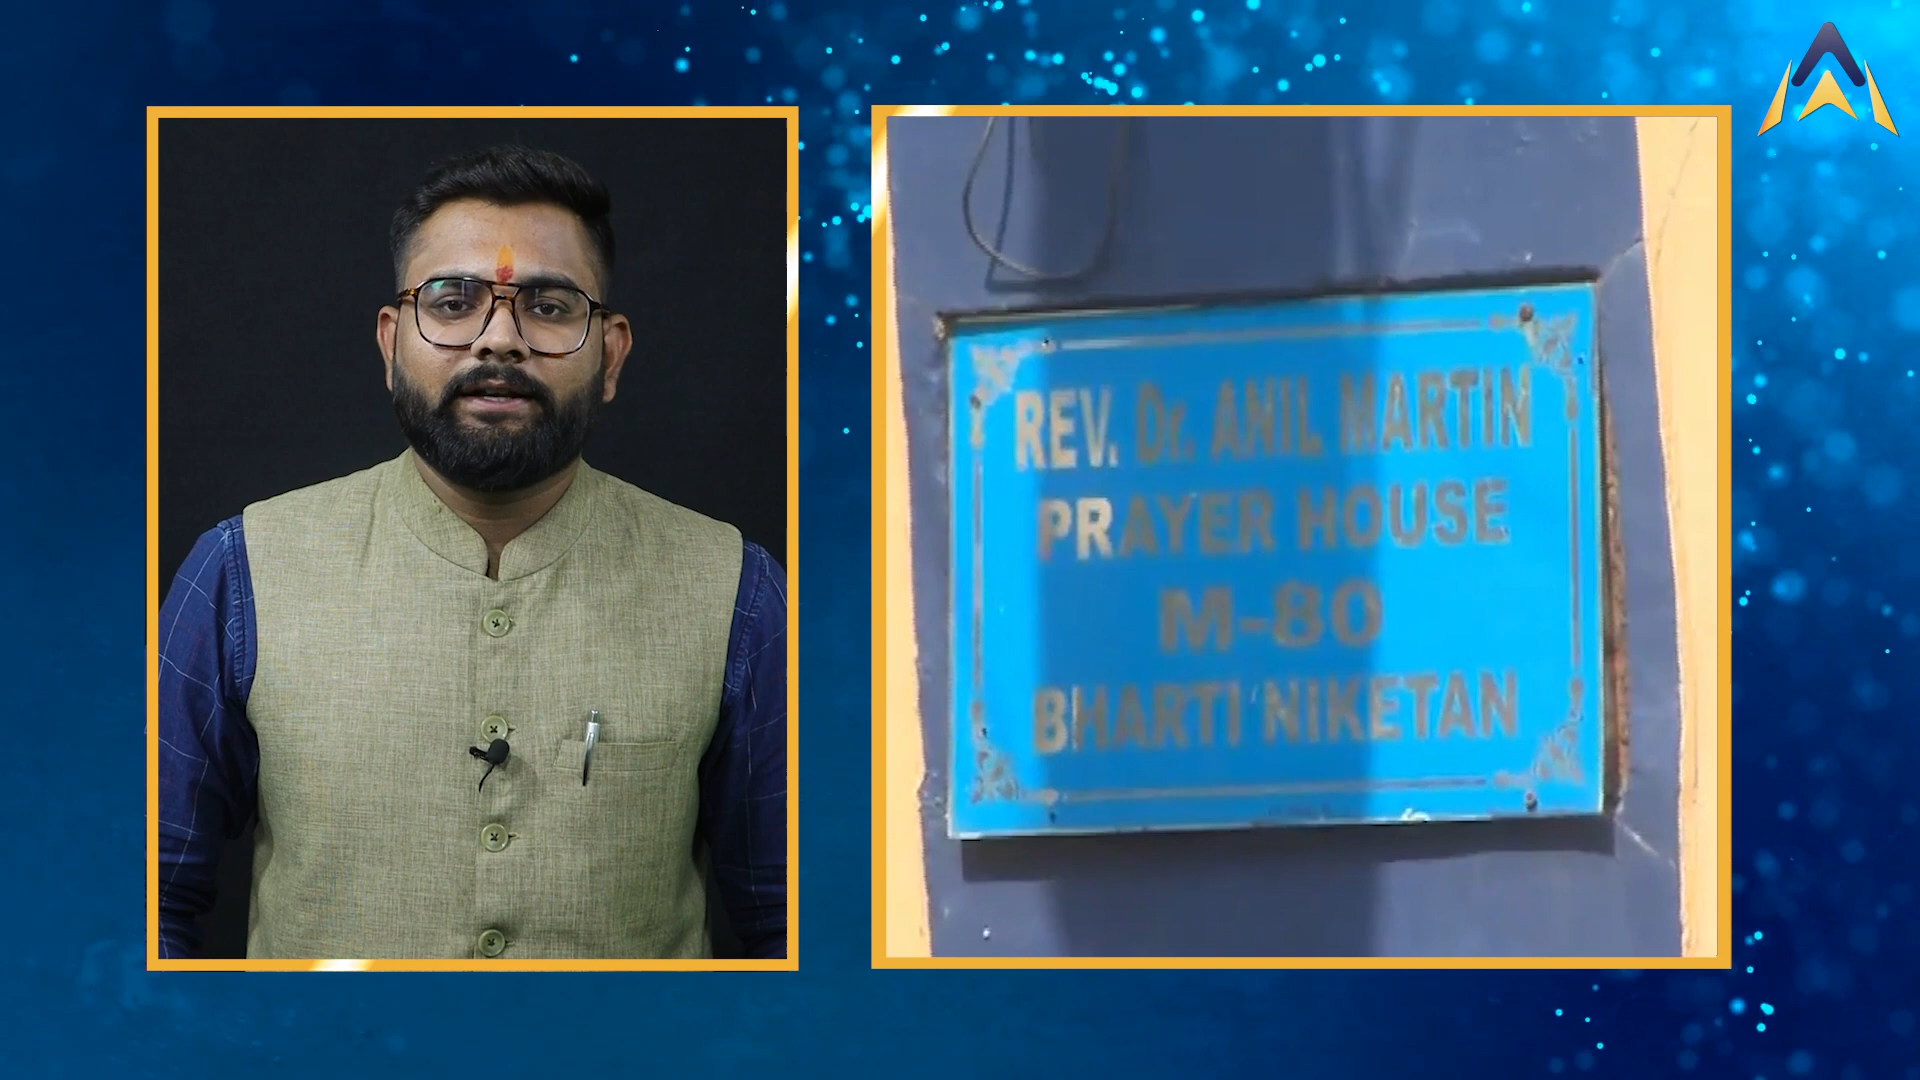 REV. Dr. ANIL MARTIN
PRAYER HOUSE
M-80
BHARTI NIKETAN